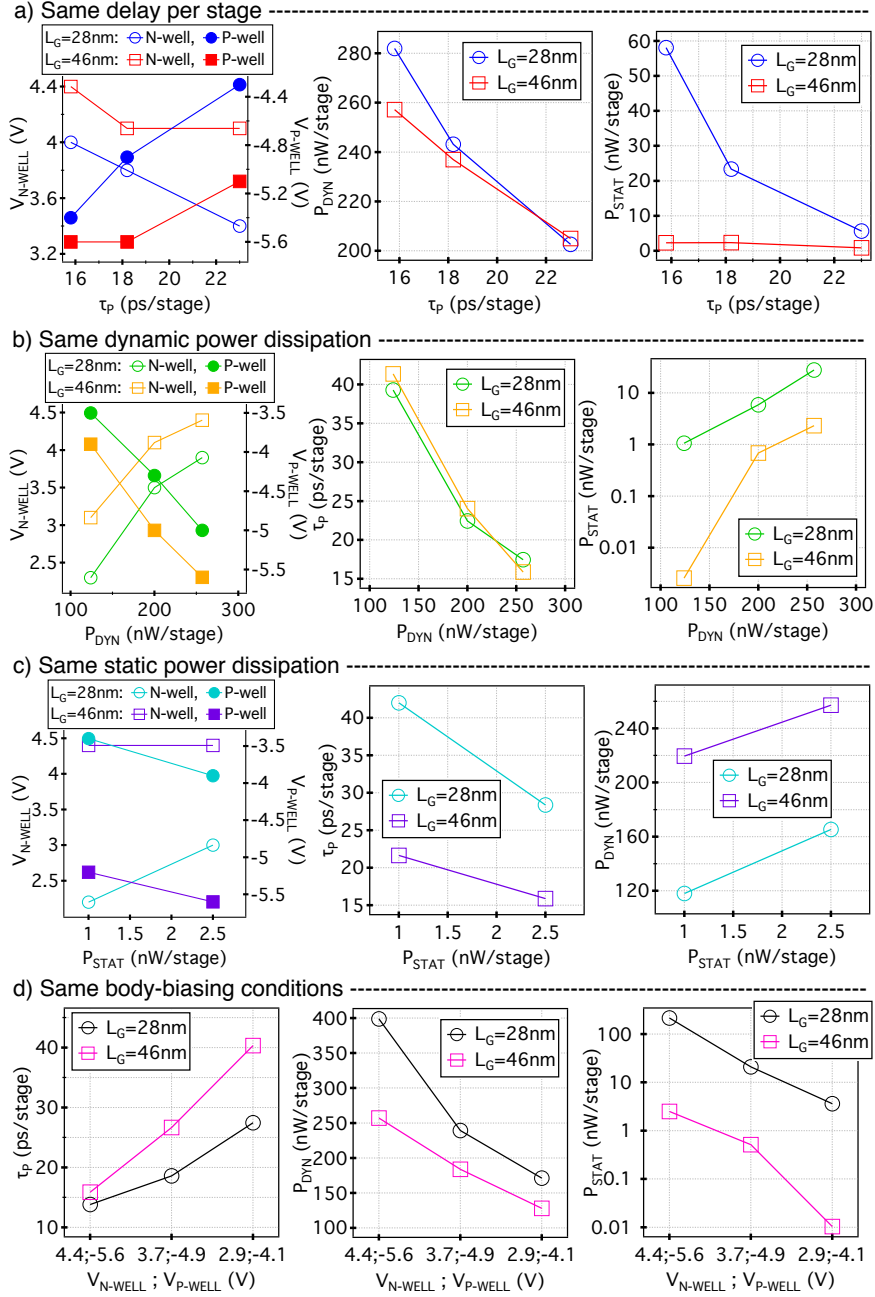 a) Same delay per stage
L_G=28nm: N-well, P-well
L_G=46nm: N-well, P-well
4.4
4.0
3.6
3.2
V_N-WELL (V)
-4.4
-4.8
-5.2
-5.6
V_P-WELL (V)
16 18 20 22
τ_P (ps/stage)
L_G=28nm
L_G=46nm
280
260
240
220
200
P_DYN (nW/stage)
16 18 20 22
τ_P (ps/stage)
L_G=28nm
L_G=46nm
60
50
40
30
20
10
0
P_STAT (nW/stage)
16 18 20 22
τ_P (ps/stage)
b) Same dynamic power dissipation
L_G=28nm: N-well, P-well
L_G=46nm: N-well, P-well
4.5
4
3.5
3
2.5
V_N-WELL (V)
-3.5
-4
-4.5
-5
-5.5
V_P-WELL (V)
100 200 300
P_DYN (nW/stage)
L_G=28nm
L_G=46nm
40
35
30
25
20
15
τ_P (ps/stage)
100 150 200 250 300
P_DYN (nW/stage)
L_G=28nm
L_G=46nm
10
1
0.1
0.01
P_STAT (nW/stage)
100 150 200 250 300
P_DYN (nW/stage)
c) Same static power dissipation
L_G=28nm: N-well, P-well
L_G=46nm: N-well, P-well
4.5
4
3.5
3
2.5
V_N-WELL (V)
-3.5
-4
-4.5
-5
-5.5
V_P-WELL (V)
1 1.5 2 2.5
P_STAT (nW/stage)
L_G=28nm
L_G=46nm
40
35
30
25
20
15
τ_P (ps/stage)
1 1.5 2 2.5
P_STAT (nW/stage)
L_G=28nm
L_G=46nm
240
200
160
120
P_DYN (nW/stage)
1 1.5 2 2.5
P_STAT (nW/stage)
d) Same body-biasing conditions
L_G=28nm
L_G=46nm
40
30
20
10
τ_P (ps/stage)
4.4;-5.6 3.7;-4.9 2.9;-4.1
V_N-WELL ; V_P-WELL (V)
L_G=28nm
L_G=46nm
400
350
300
250
200
150
100
P_DYN (nW/stage)
4.4;-5.6 3.7;-4.9 2.9;-4.1
V_N-WELL ; V_P-WELL (V)
L_G=28nm
L_G=46nm
100
10
1
0.1
0.01
P_STAT (nW/stage)
4.4;-5.6 3.7;-4.9 2.9;-4.1
V_N-WELL ; V_P-WELL (V)